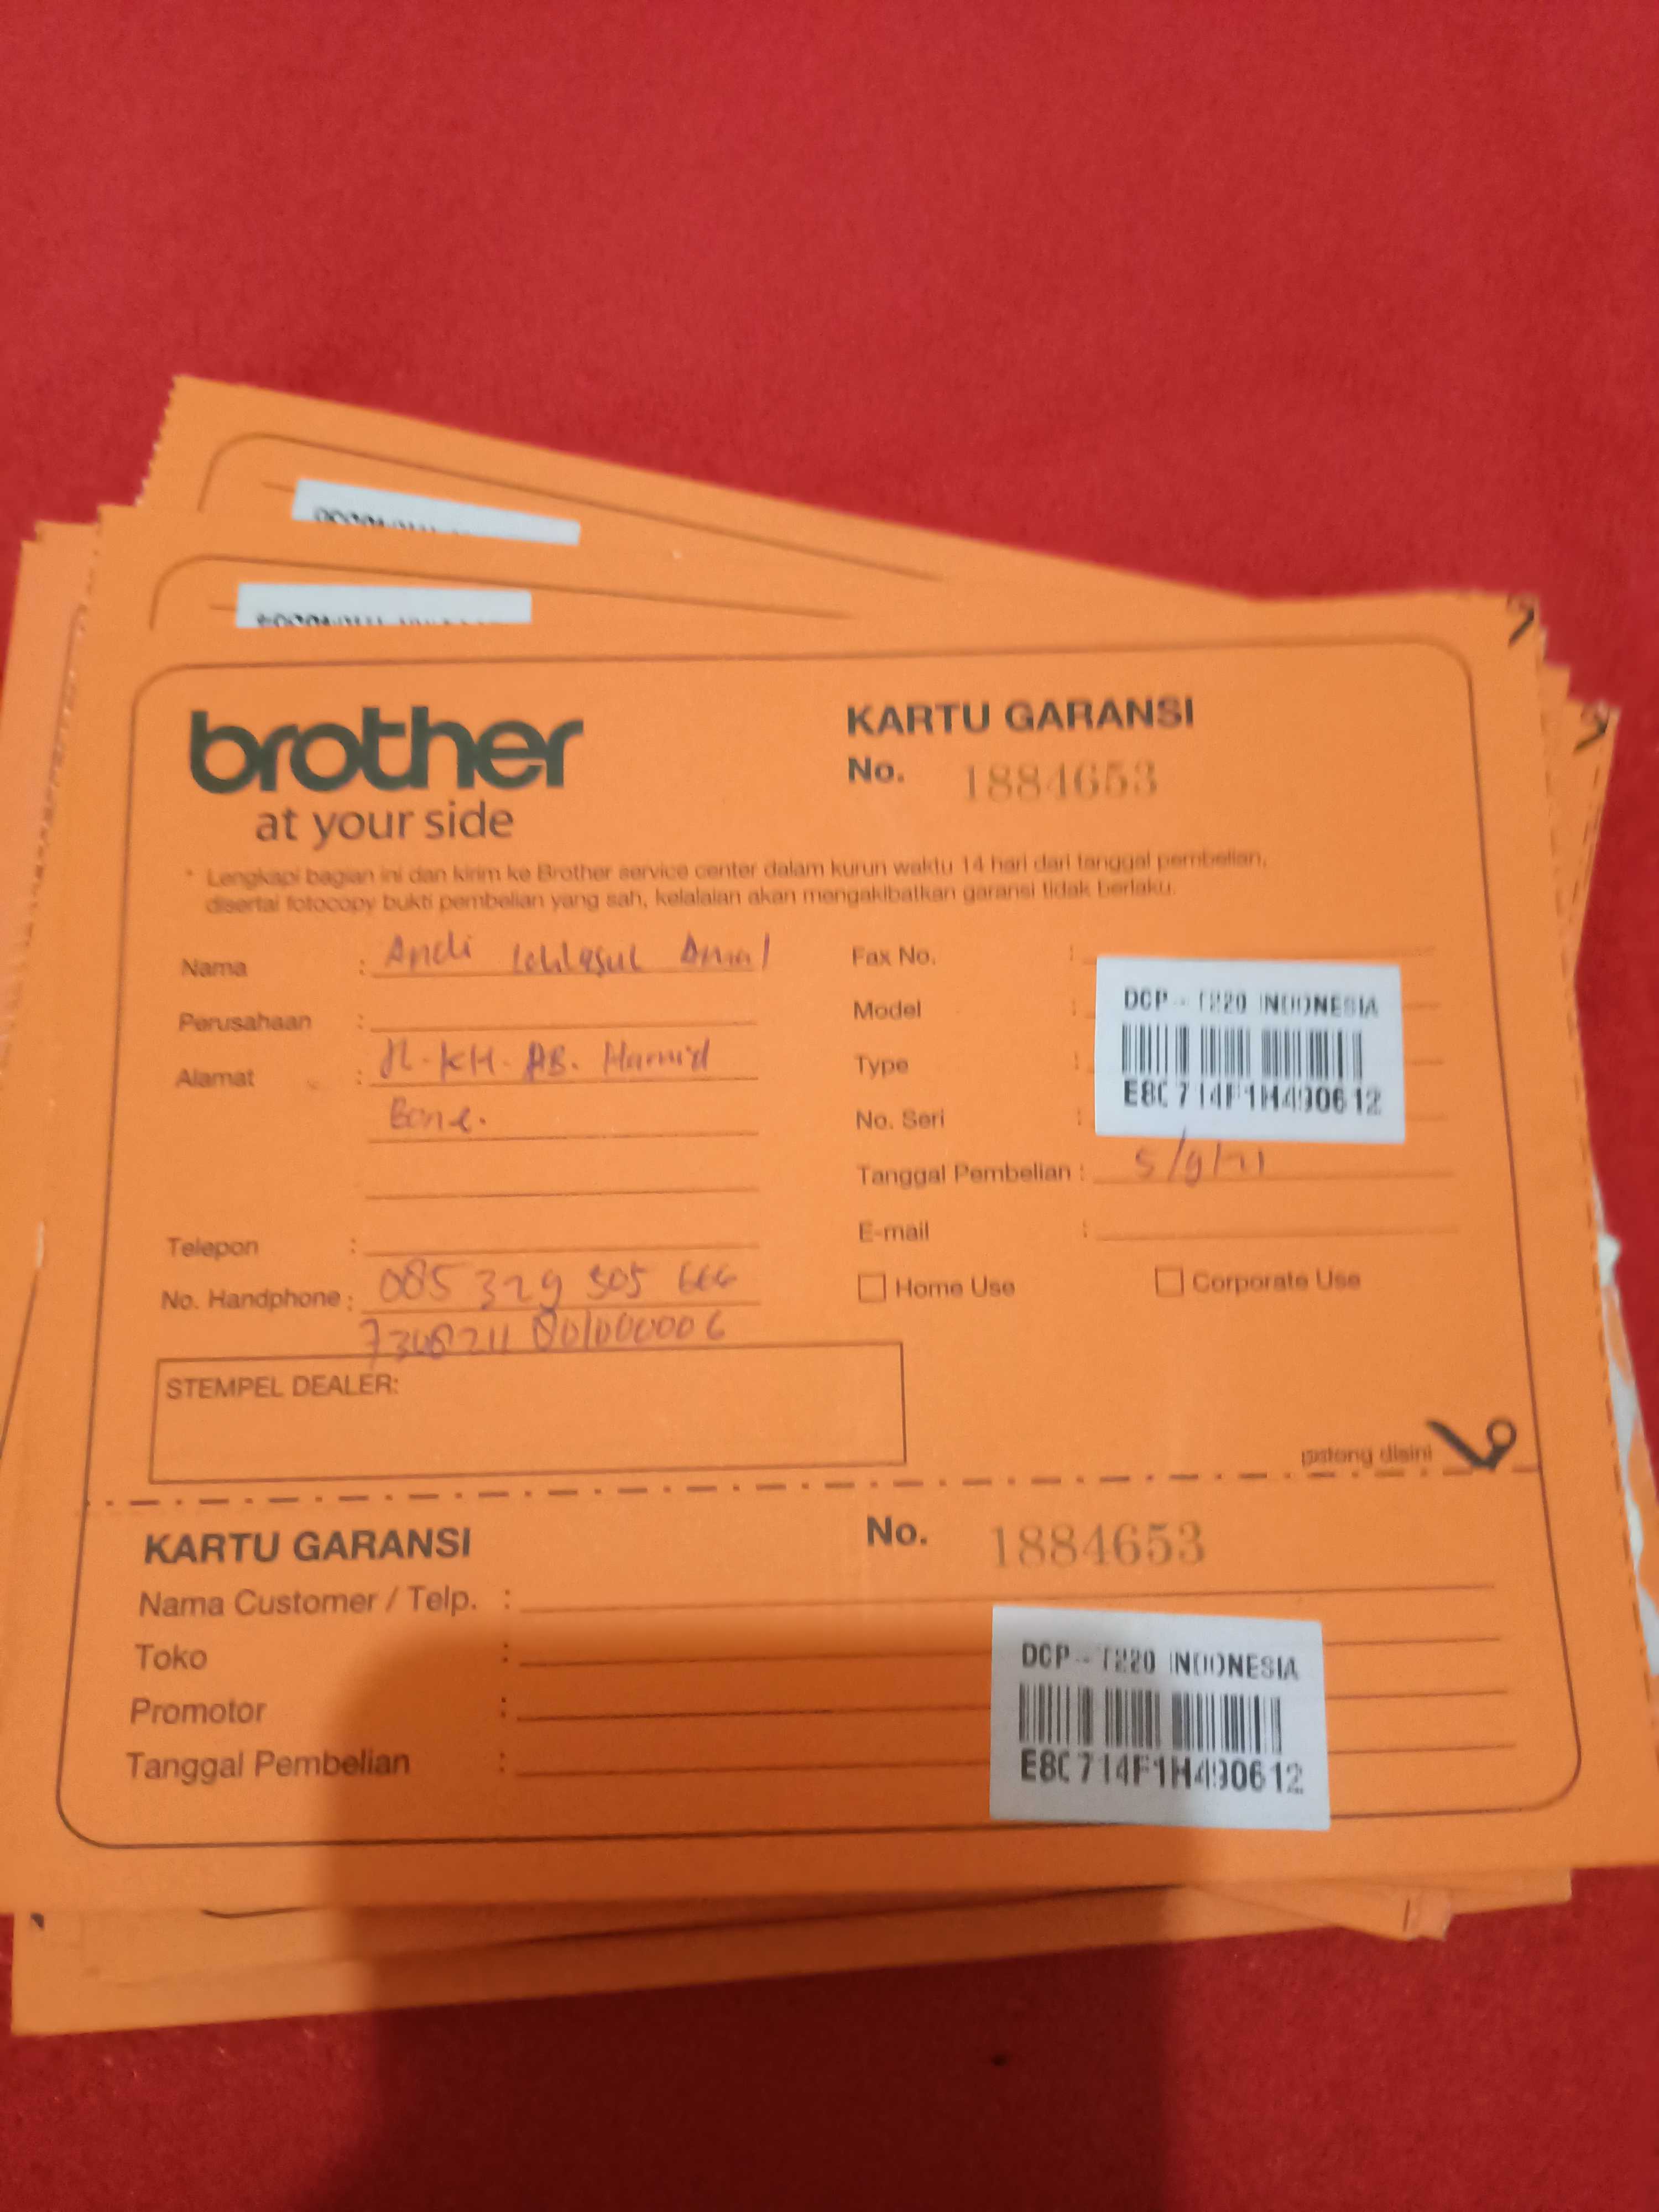 brother
at your side
KARTU GARANSI
No. 1884653
* Lengkapi bagian ini dan kirim ke Brother service center dalam kurun waktu 14 hari dari tanggal pembelian,
disertai fotocopy bukti pembelian yang sah, kelalaian akan mengakibatkan garansi tidak berlaku.
Nama : Andi Ichlasul Amal
Perusahaan :
Alamat : Jl. KH. AB. Hamid
Bone.
Telepon :
No. Handphone : 085 329 505 666
Fax No. :
Model :
Type :
No. Seri :
DCP-T220 INDONESIA
E80714F1H490612
Tanggal Pembelian : 5/9/
E-mail :
Home Use
Corporate Use
STEMPEL DEALER:
potong disini
KARTU GARANSI
No. 1884653
Nama Customer / Telp. :
Toko :
Promotor :
Tanggal Pembelian :
DCP-T220 INDONESIA
E80714F1H490612